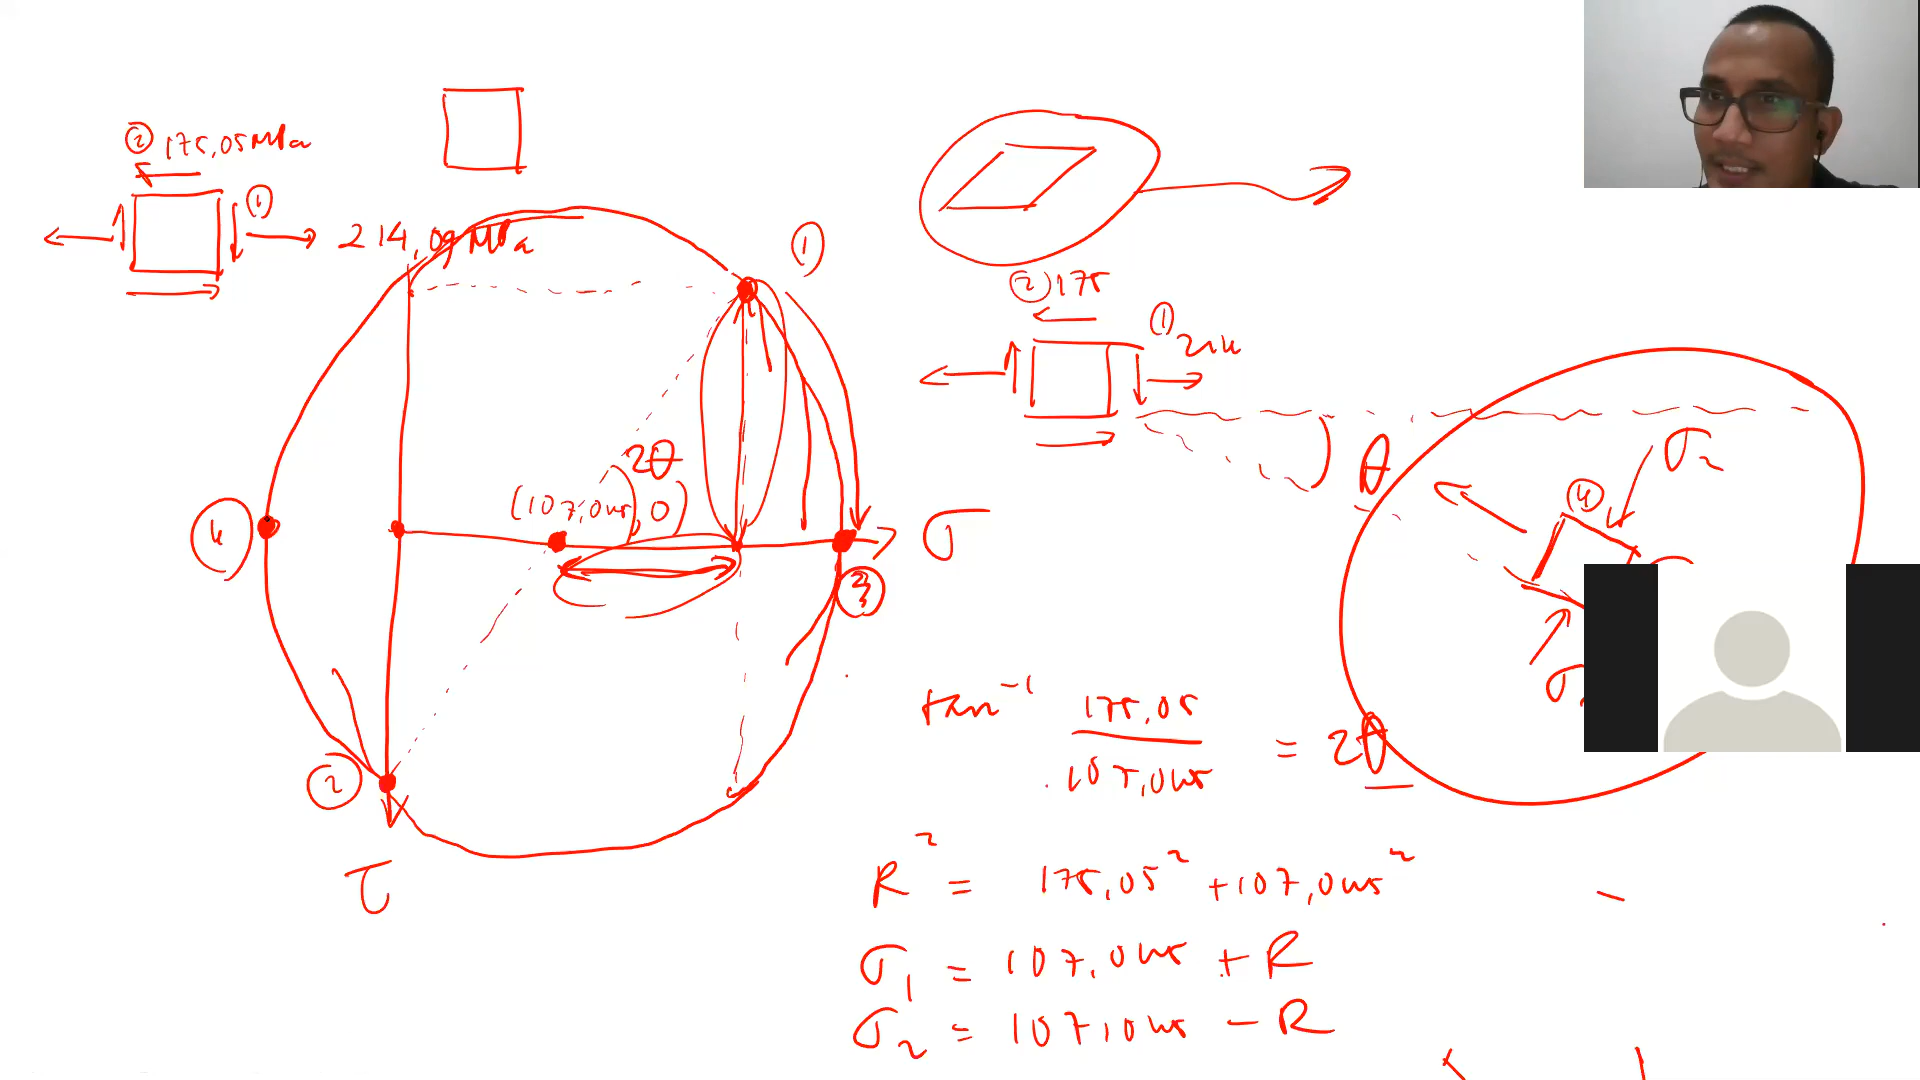 ② 175,05 MPa
①
214,09 MPa
①
② 175
①
214
2θ
(107,045, 0)
σ
③
④
②
τ
θ
σ₂
④
tan⁻¹ 175,05 / 107,045 = 2θ
R² = 175,05² + 107,045²
σ₁ = 107,045 + R
σ₂ = 107,045 − R